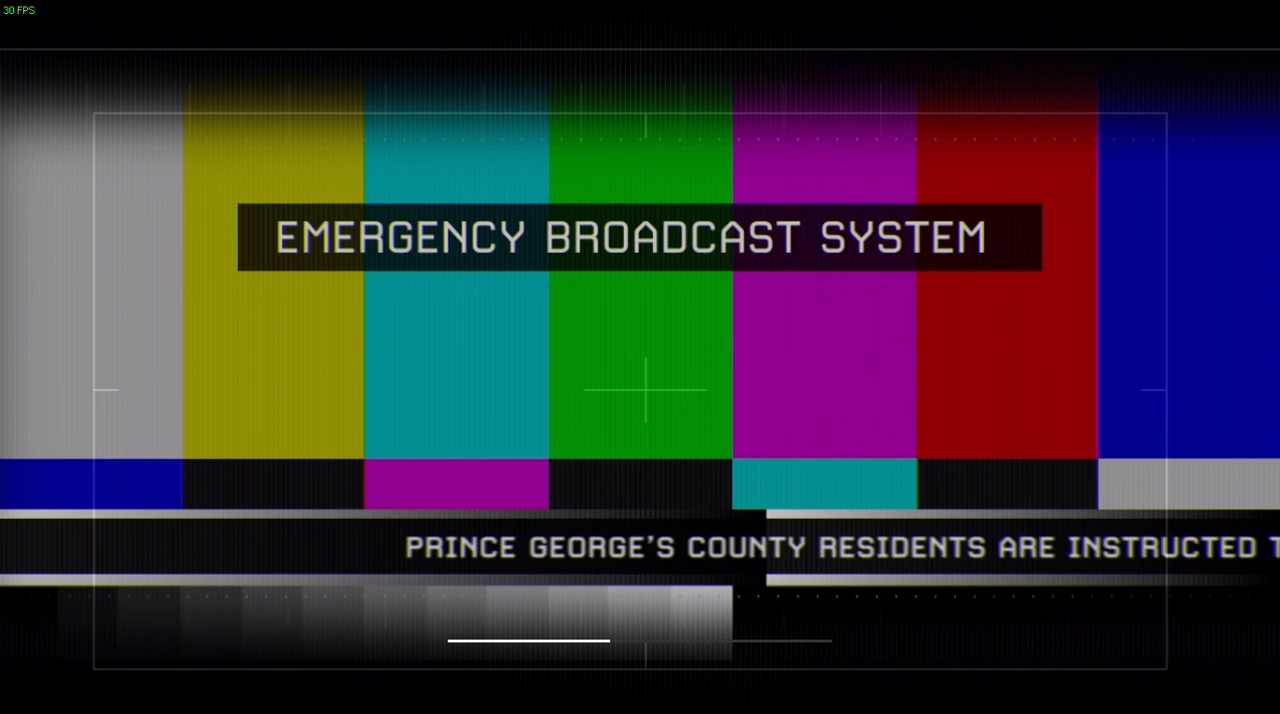 30 FPS
EMERGENCY BROADCAST SYSTEM
PRINCE GEORGE'S COUNTY RESIDENTS ARE INSTRUCTED